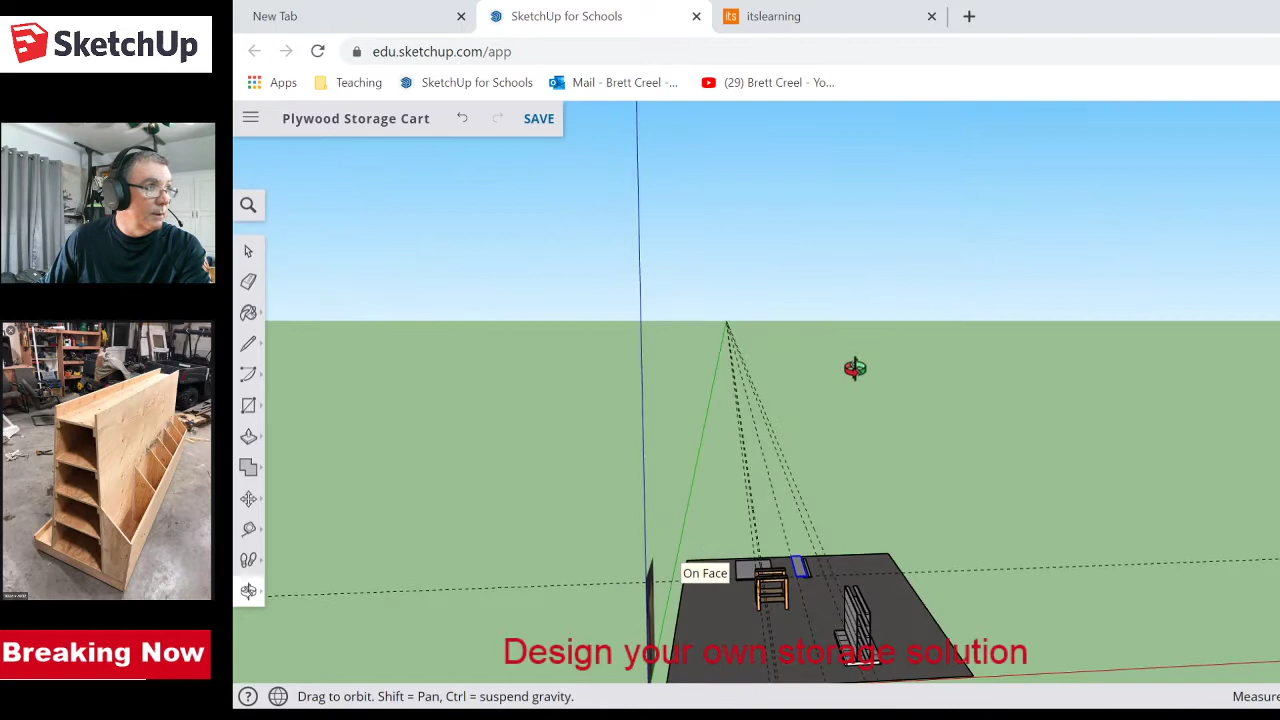 SketchUp
New Tab
SketchUp for Schools
its
itslearning
edu.sketchup.com/app
Apps
Teaching
SketchUp for Schools
Mail - Brett Creel -...
(29) Brett Creel - Yo...
Plywood Storage Cart
SAVE
On Face
Breaking Now
Design your own storage solution
Drag to orbit. Shift = Pan, Ctrl = suspend gravity.
Measure